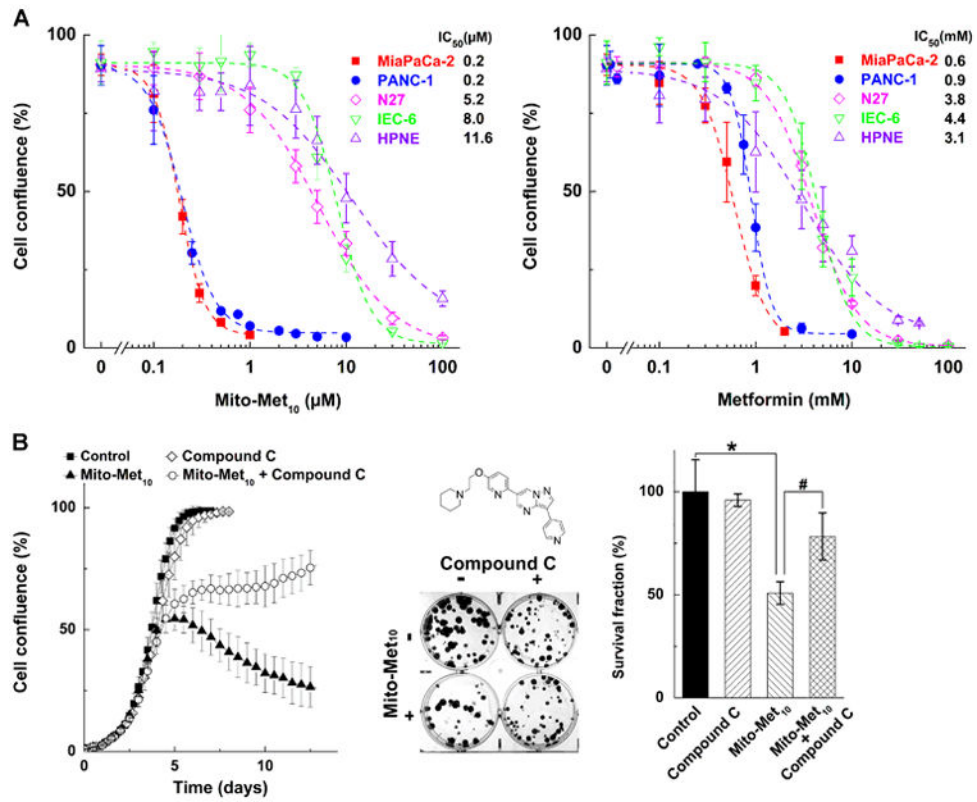 A
IC50(µM)
MiaPaCa-2 0.2
PANC-1 0.2
N27 5.2
IEC-6 8.0
HPNE 11.6
Cell confluence (%)
100
50
0
0 0.1 1 10 100
Mito-Met10 (µM)
IC50(mM)
MiaPaCa-2 0.6
PANC-1 0.9
N27 3.8
IEC-6 4.4
HPNE 3.1
Cell confluence (%)
100
50
0
0 0.1 1 10 100
Metformin (mM)
B
Control Compound C
Mito-Met10 Mito-Met10 + Compound C
Cell confluence (%)
100
50
0
0 5 10
Time (days)
O
N
N
N
N
N
N
Compound C
- +
Mito-Met10
-
+
Survival fraction (%)
100
50
0
*
#
Control
Compound C
Mito-Met10
Mito-Met10
+
Compound C